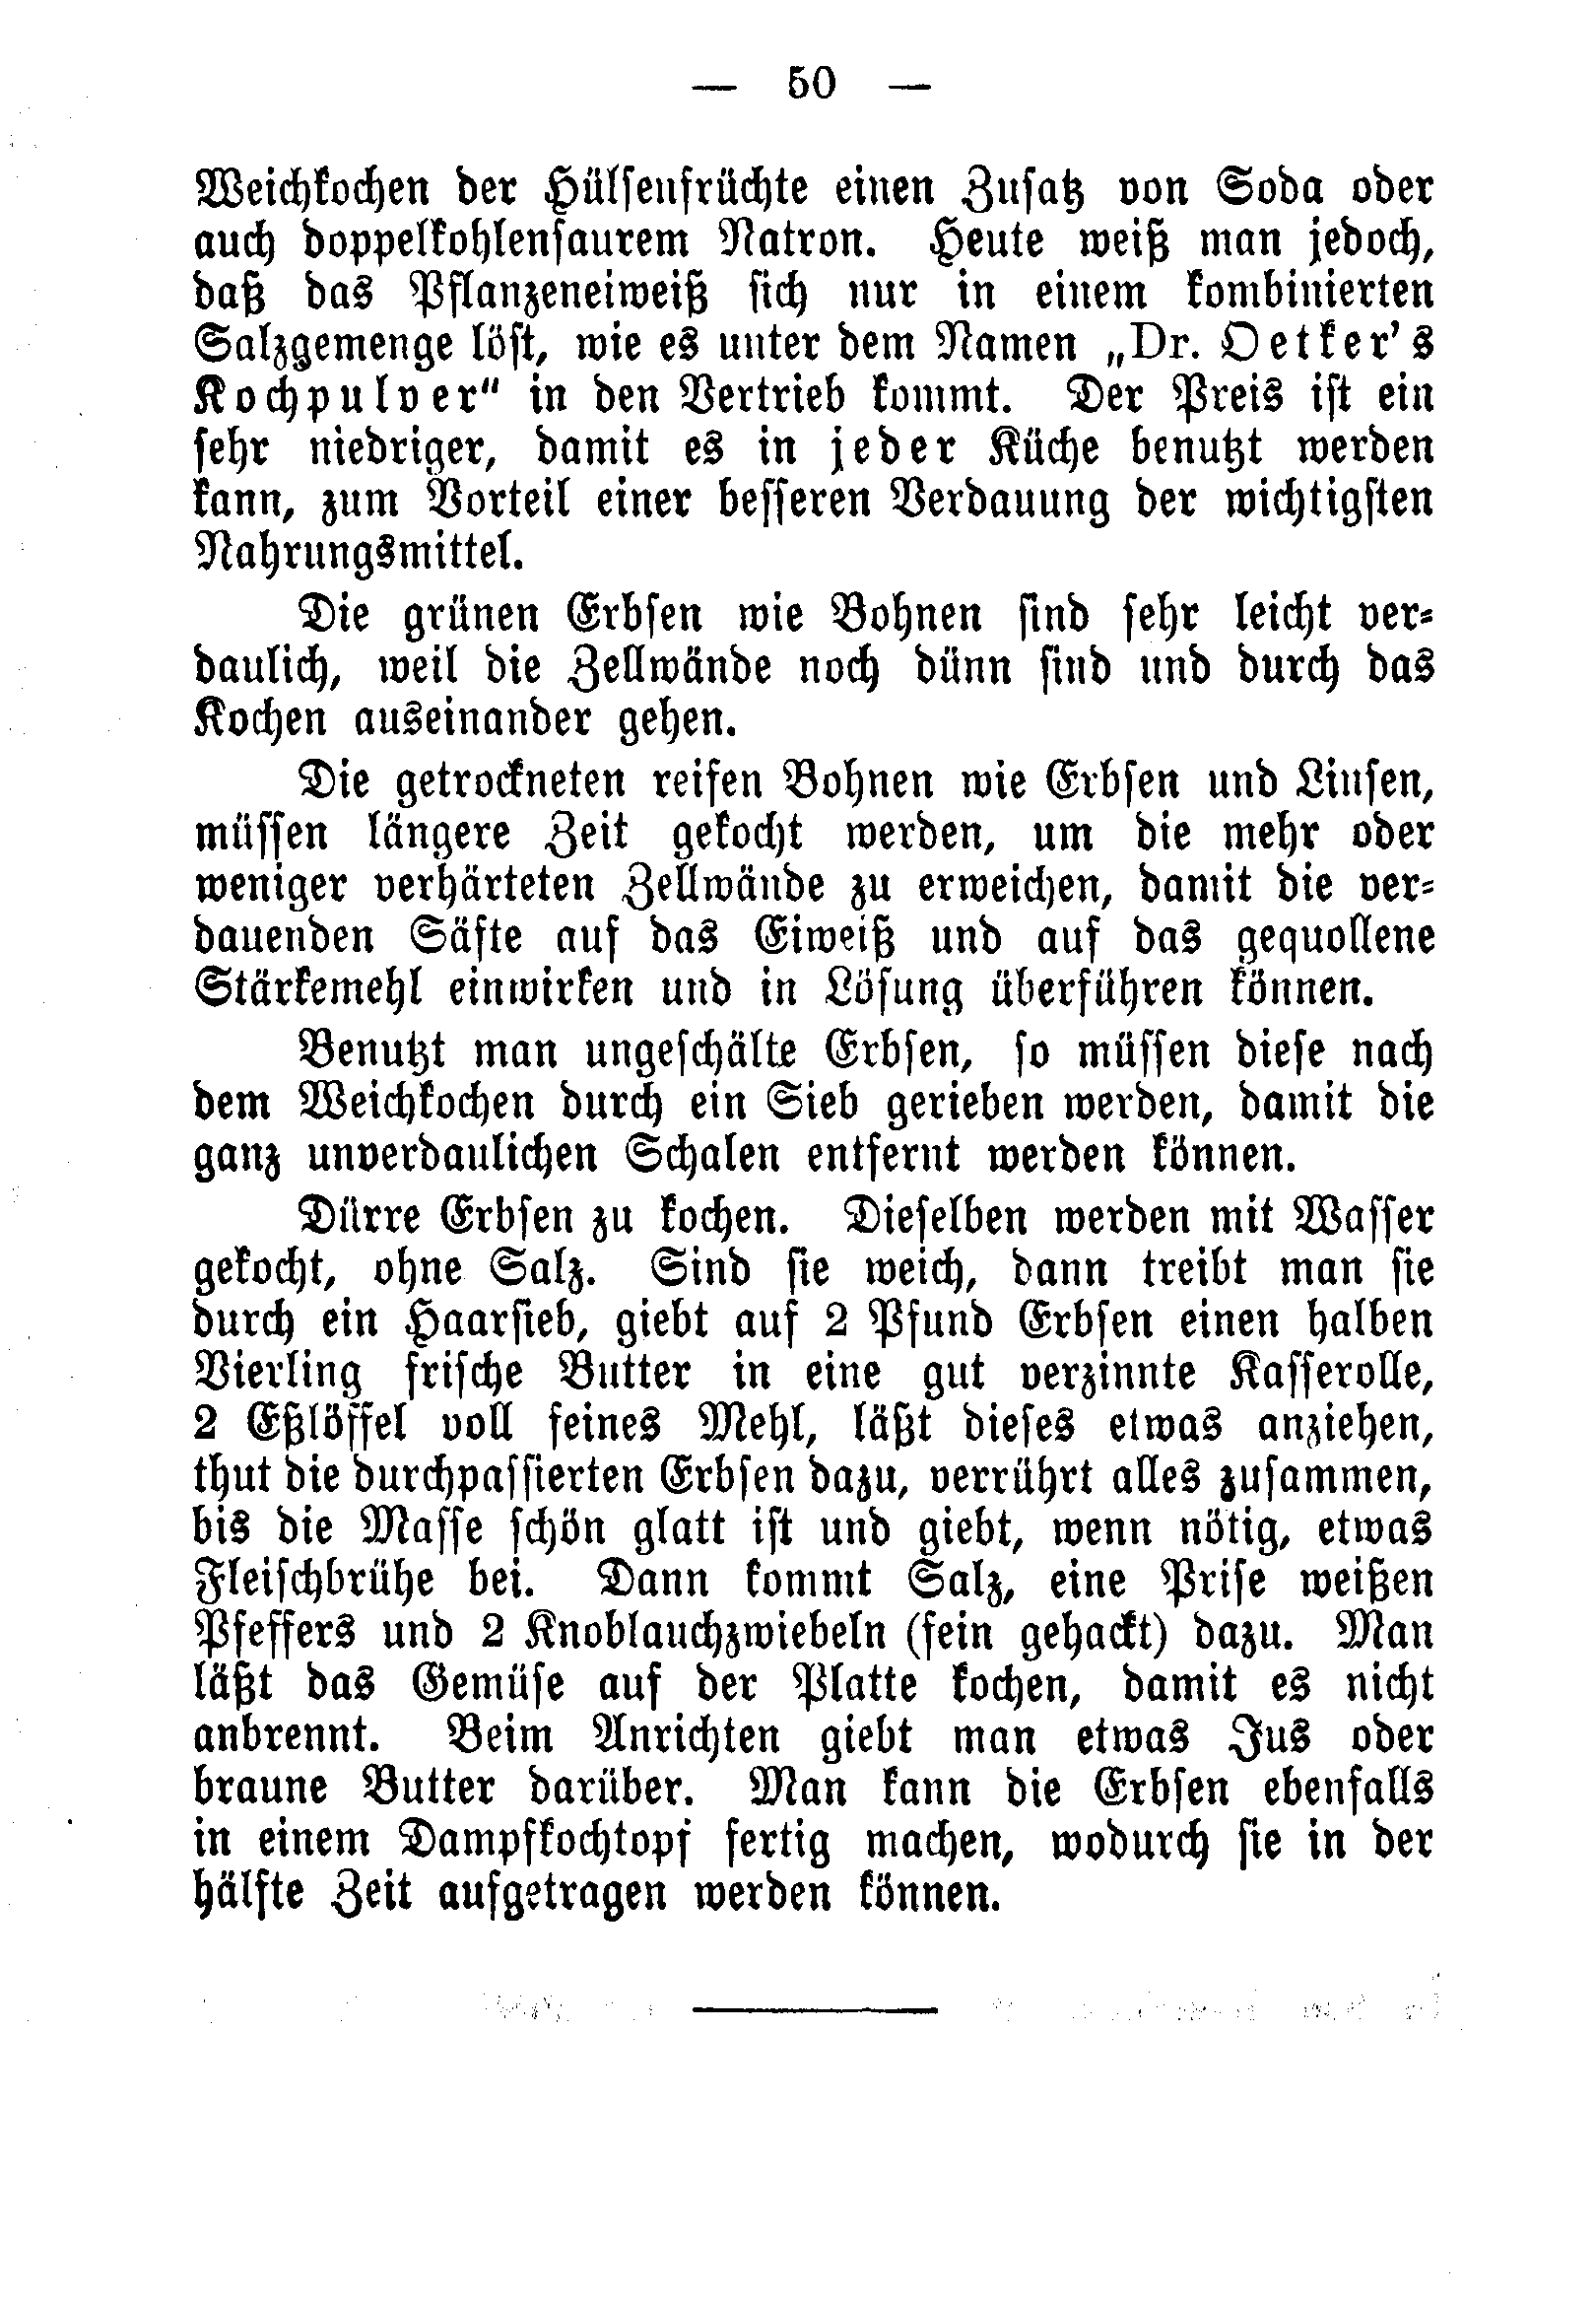 — 50 —
Weichkochen der Hülsenfrüchte einen Zusatz von Soda oder
auch doppelkohlensaurem Natron. Heute weiß man jedoch,
daß das Pflanzeneiweiß sich nur in einem kombinierten
Salzgemenge löst, wie es unter dem Namen „Dr. Oetker's
Kochpulver“ in den Vertrieb kommt. Der Preis ist ein
sehr niedriger, damit es in jeder Küche benutzt werden
kann, zum Vorteil einer besseren Verdauung der wichtigsten
Nahrungsmittel.
Die grünen Erbsen wie Bohnen sind sehr leicht ver-
daulich, weil die Zellwände noch dünn sind und durch das
Kochen auseinander gehen.
Die getrockneten reifen Bohnen wie Erbsen und Linsen,
müssen längere Zeit gekocht werden, um die mehr oder
weniger verhärteten Zellwände zu erweichen, damit die ver-
dauenden Säfte auf das Eiweiß und auf das gequollene
Stärkemehl einwirken und in Lösung überführen können.
Benutzt man ungeschälte Erbsen, so müssen diese nach
dem Weichkochen durch ein Sieb gerieben werden, damit die
ganz unverdaulichen Schalen entfernt werden können.
Dürre Erbsen zu kochen. Dieselben werden mit Wasser
gekocht, ohne Salz. Sind sie weich, dann treibt man sie
durch ein Haarsieb, giebt auf 2 Pfund Erbsen einen halben
Vierling frische Butter in eine gut verzinnte Kasserolle,
2 Eßlöffel voll feines Mehl, läßt dieses etwas anziehen,
thut die durchpassierten Erbsen dazu, verrührt alles zusammen,
bis die Masse schön glatt ist und giebt, wenn nötig, etwas
Fleischbrühe bei. Dann kommt Salz, eine Prise weißen
Pfeffers und 2 Knoblauchzwiebeln (fein gehackt) dazu. Man
läßt das Gemüse auf der Platte kochen, damit es nicht
anbrennt. Beim Anrichten giebt man etwas Jus oder
braune Butter darüber. Man kann die Erbsen ebenfalls
in einem Dampfkochtopf fertig machen, wodurch sie in der
hälfte Zeit aufgetragen werden können.